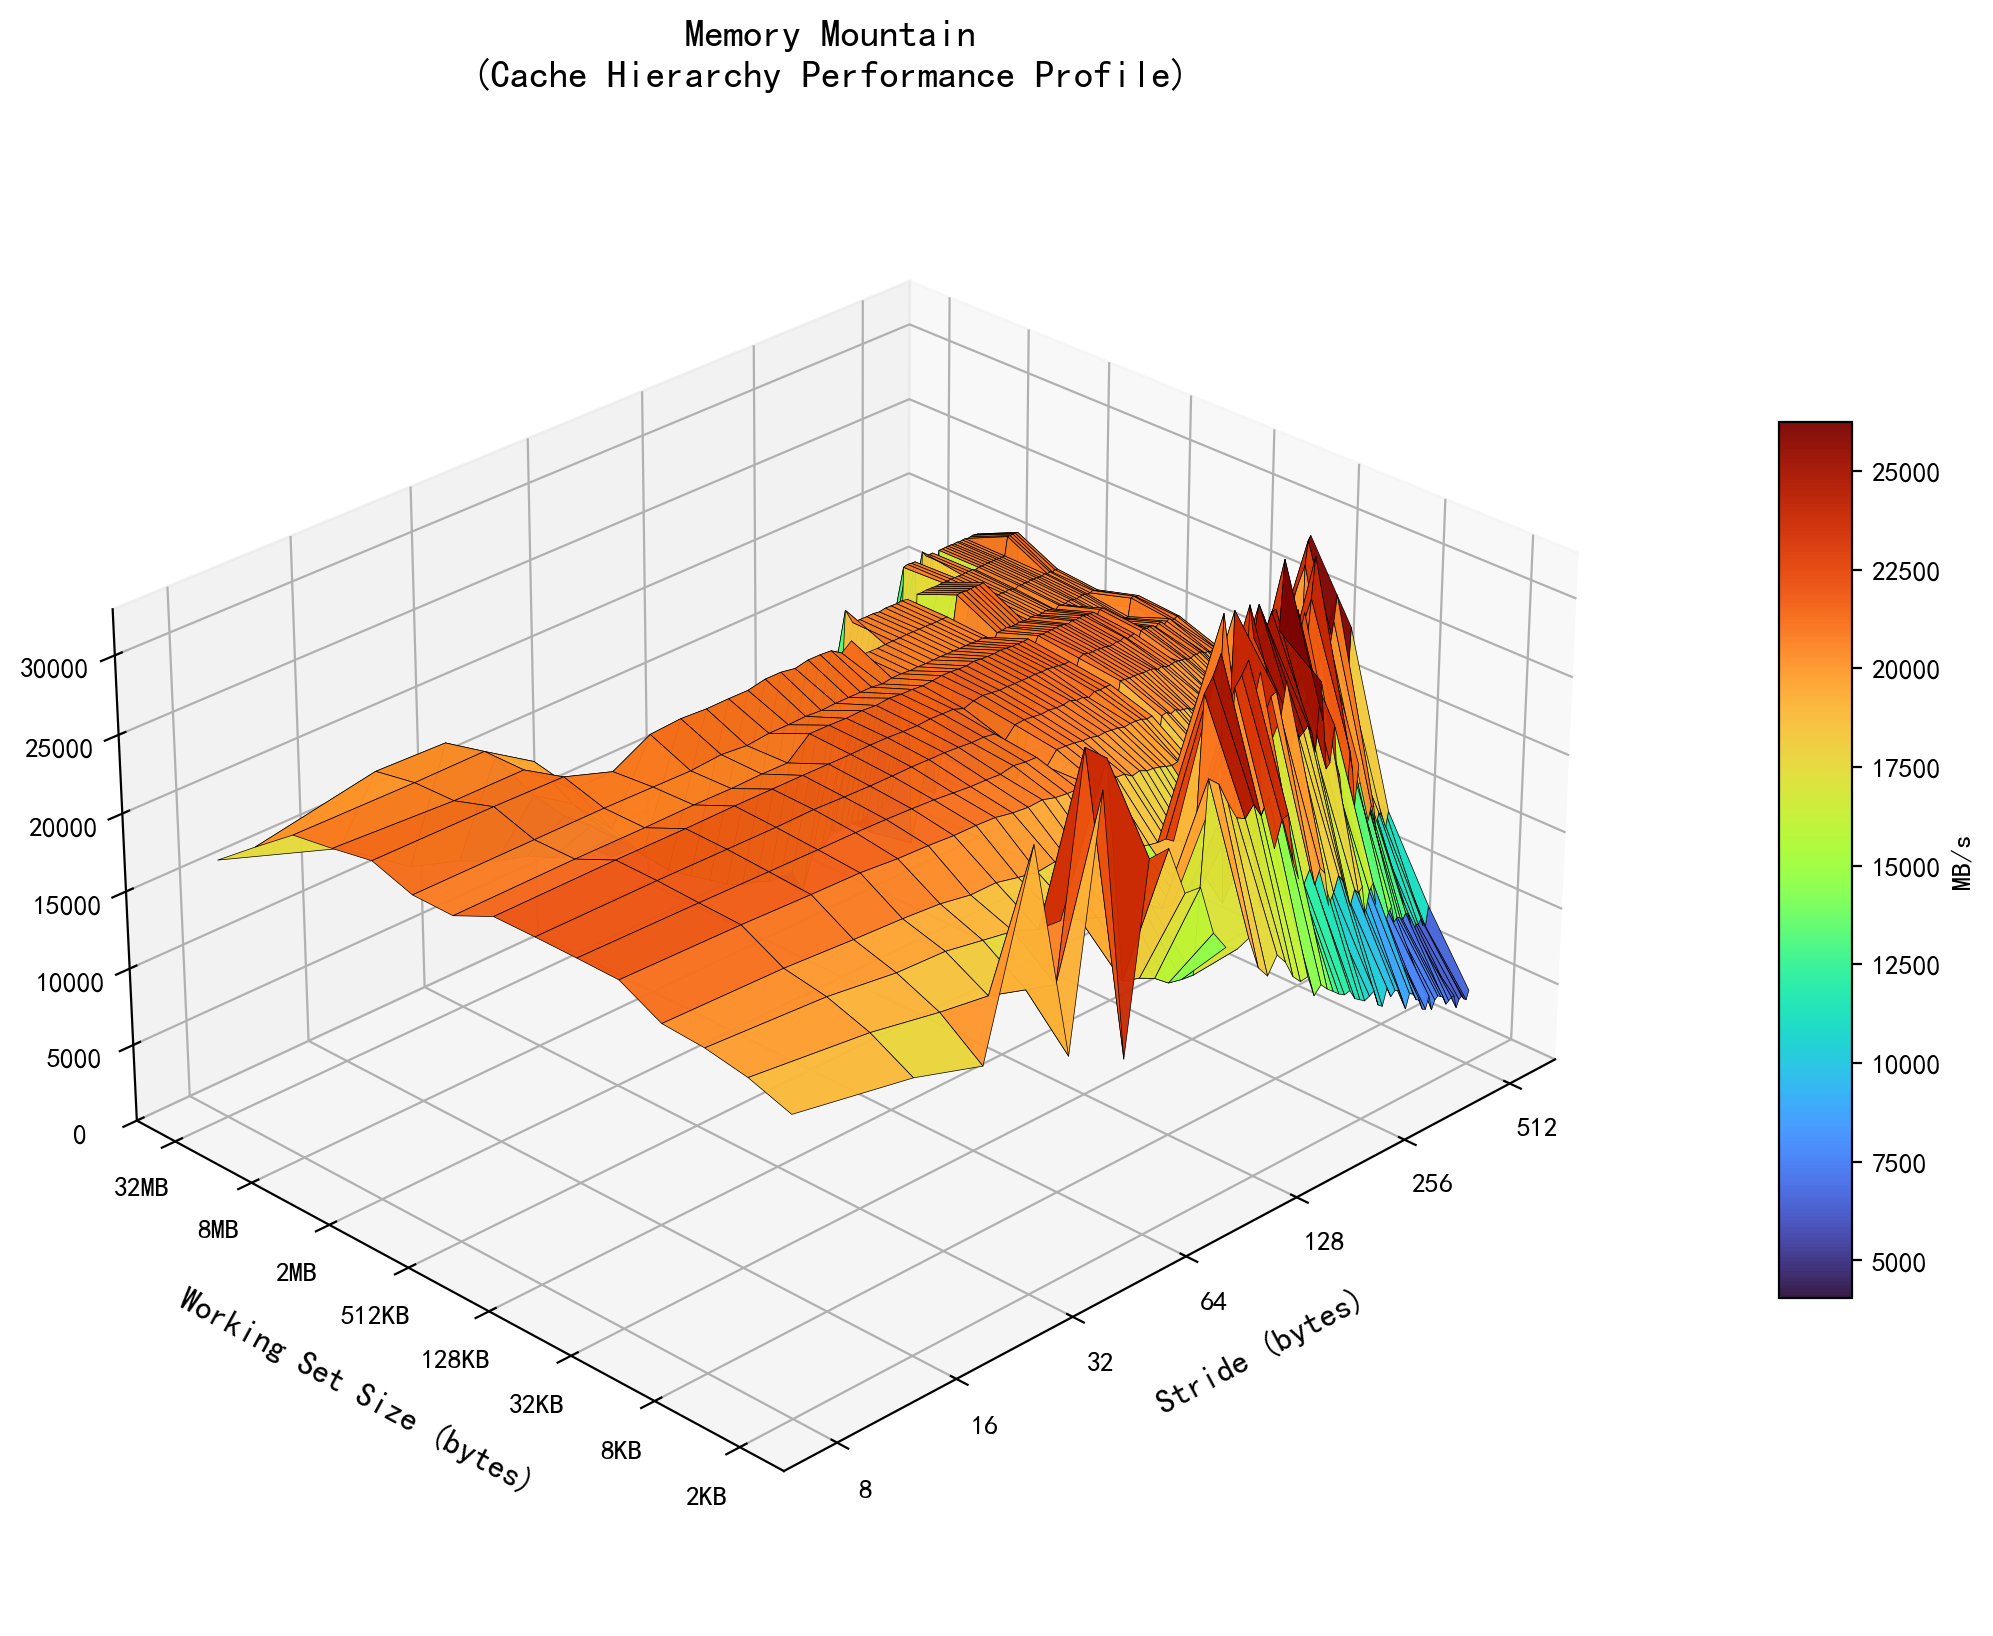 Memory Mountain
(Cache Hierarchy Performance Profile)
30000
25000
20000
15000
10000
5000
0
32MB
8MB
2MB
512KB
128KB
32KB
8KB
2KB
Working Set Size (bytes)
8
16
32
64
128
256
512
Stride (bytes)
25000
22500
20000
17500
15000
12500
10000
7500
5000
MB/s